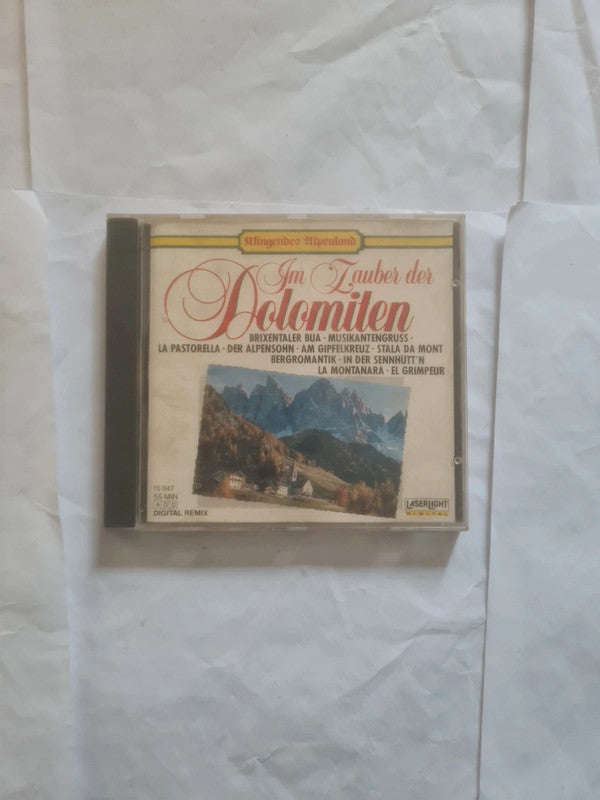 Klingendes Alpenland
Im Zauber der
Dolomiten
BRIXENTALER BUA · MUSIKANTENGRUSS ·
LA PASTORELLA · DER ALPENSOHN · AM GIPFELKREUZ · STALA DA MONT
BERGROMANTIK · IN DER SENNHÜTT'N
LA MONTANARA · EL GRIMPEUR
15 047
55 MIN
ADD
DIGITAL REMIX
LASERLIGHT
DIGITAL